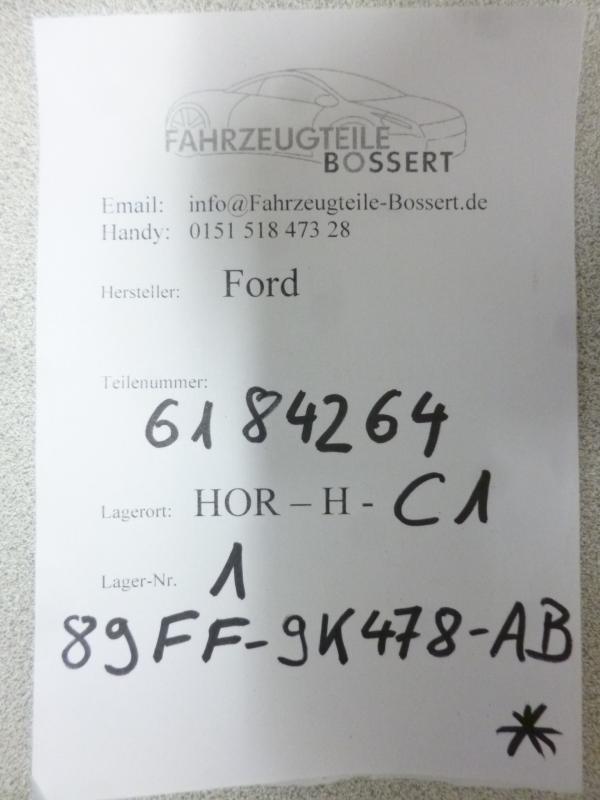 FAHRZEUGTEILE
BOSSERT
Email: info@Fahrzeugteile-Bossert.de
Handy: 0151 518 473 28
Hersteller: Ford
Teilenummer:
6184264
Lagerort: HOR – H - C1
Lager-Nr. 1
89FF-9K478-AB
*